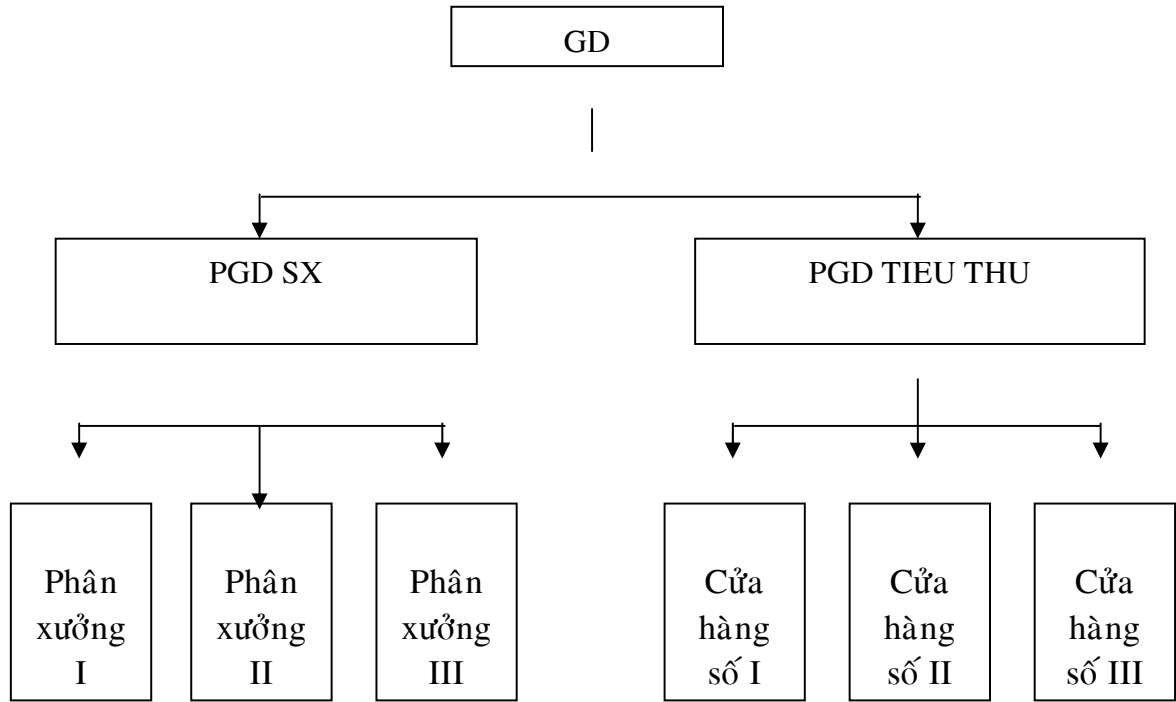 GD
PGD SX
PGD TIEU THU
Phân
xưởng
I
Phân
xưởng
II
Phân
xưởng
III
Cửa
hàng
số I
Cửa
hàng
số II
Cửa
hàng
số III